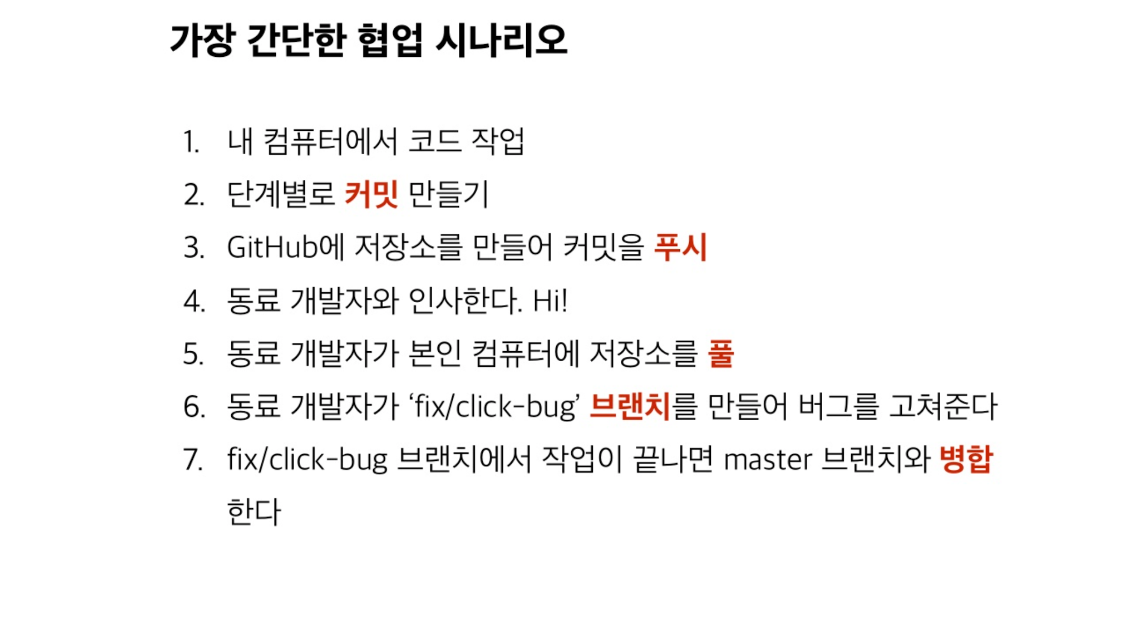 가장 간단한 협업 시나리오
1. 내 컴퓨터에서 코드 작업
2. 단계별로 커밋 만들기
3. GitHub에 저장소를 만들어 커밋을 푸시
4. 동료 개발자와 인사한다. Hi!
5. 동료 개발자가 본인 컴퓨터에 저장소를 풀
6. 동료 개발자가 ‘fix/click-bug’ 브랜치를 만들어 버그를 고쳐준다
7. fix/click-bug 브랜치에서 작업이 끝나면 master 브랜치와 병합
한다